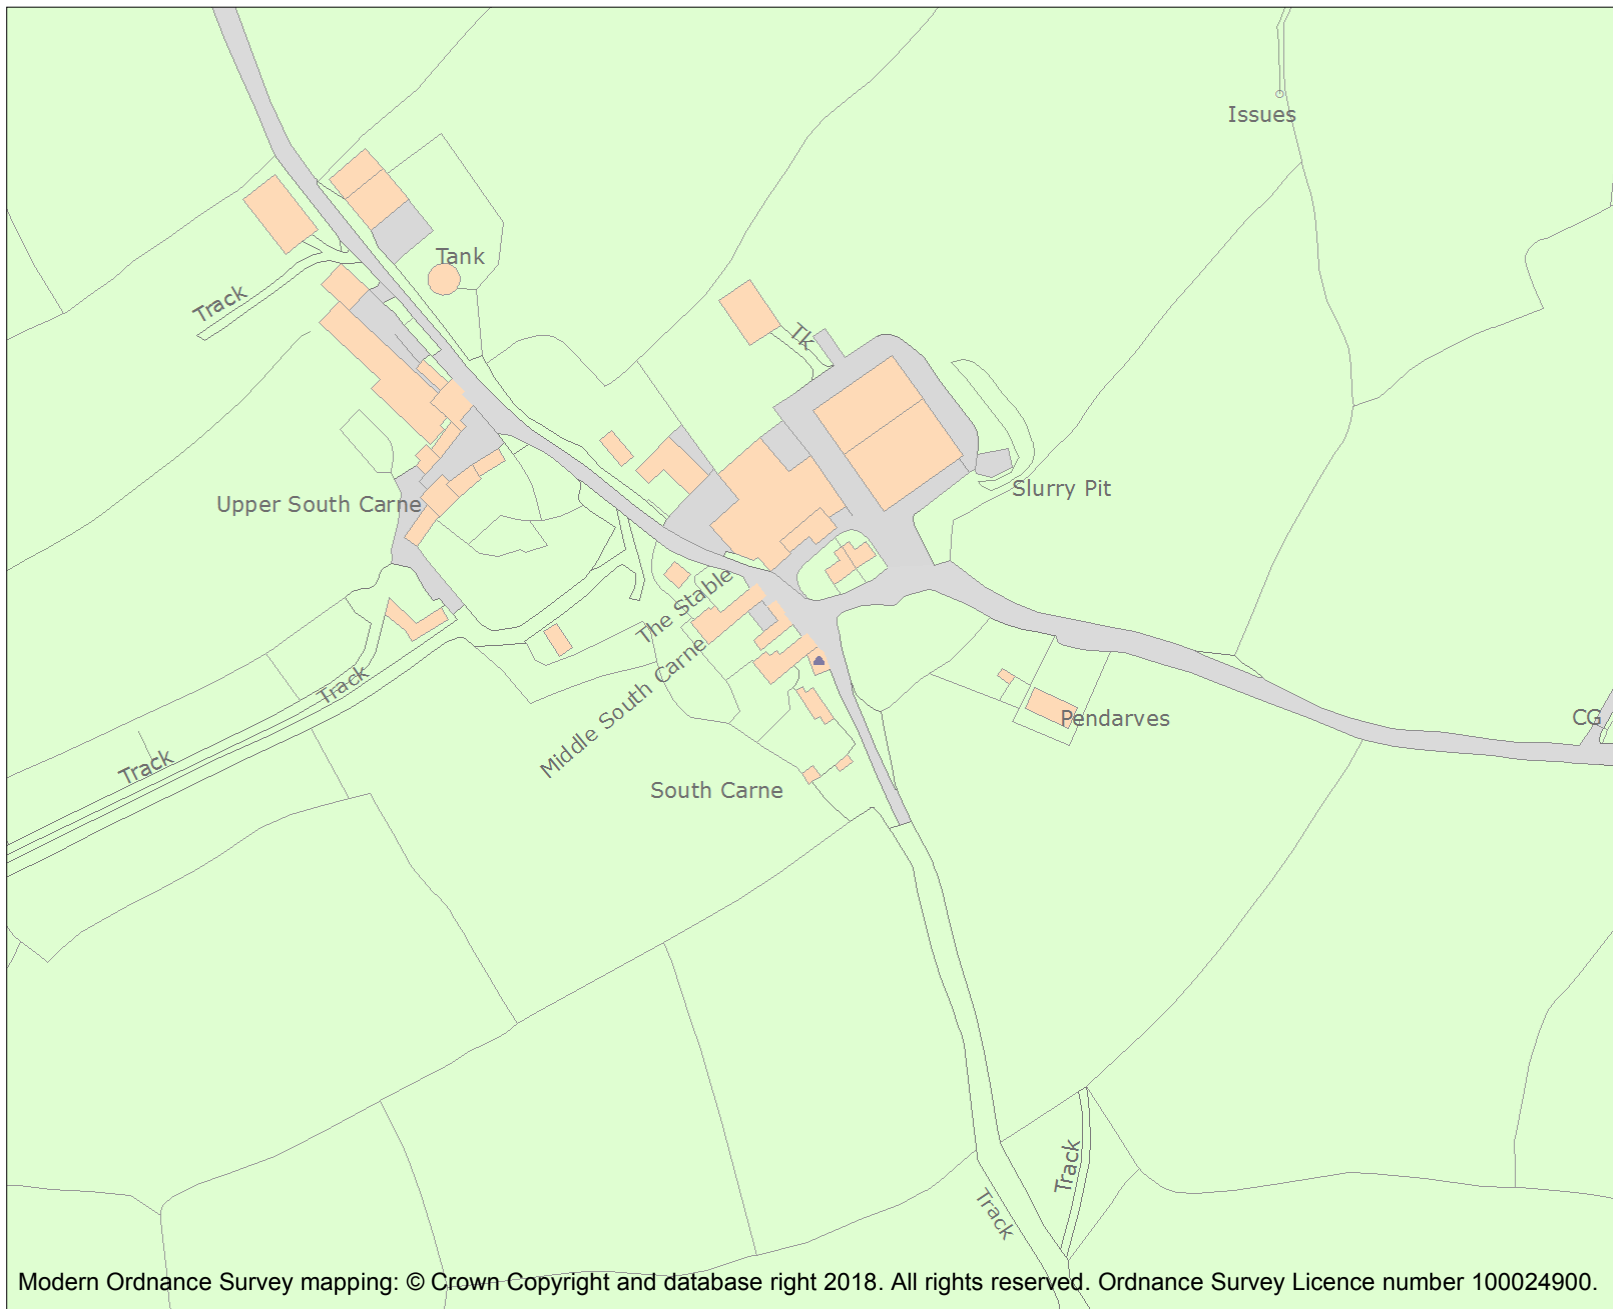 Issues
Tank
Track
Tk
Slurry Pit
Upper South Carne
The Stable
Middle South Carne
Track
Pendarves
CG
Track
South Carne
Track
Track
Modern Ordnance Survey mapping: © Crown Copyright and database right 2018. All rights reserved. Ordnance Survey Licence number 100024900.